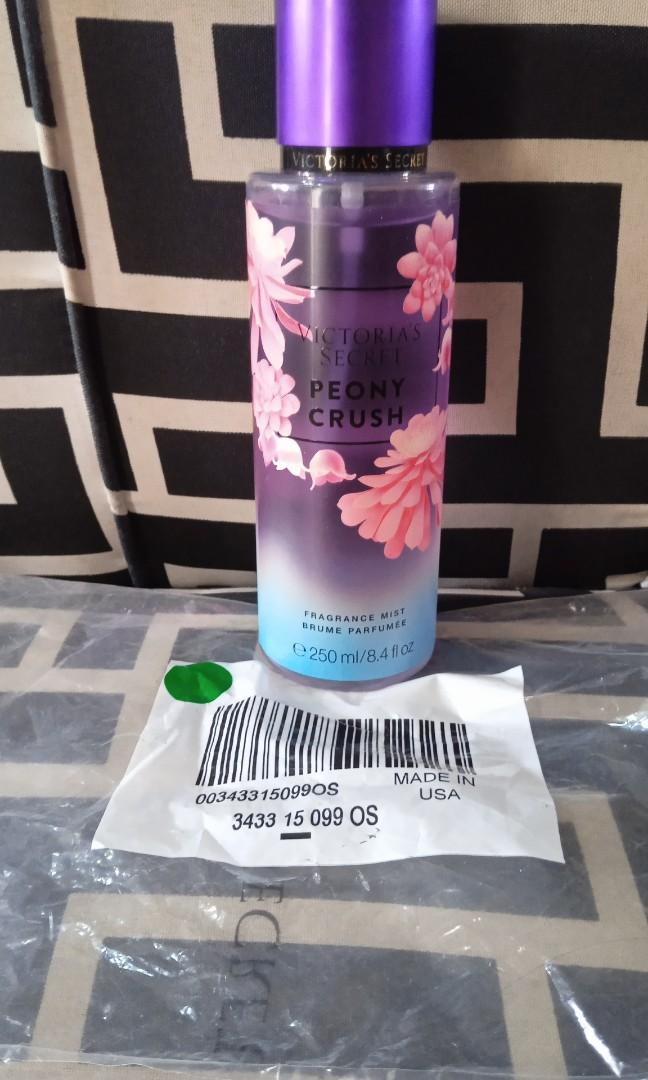 VICTORIA'S SECRET
VICTORIA'S
SECRET
PEONY
CRUSH
FRAGRANCE MIST
BRUME PARFUMÉE
℮ 250 ml/8.4 fl oz
00343315099OS
MADE IN
USA
3433 15 099 OS